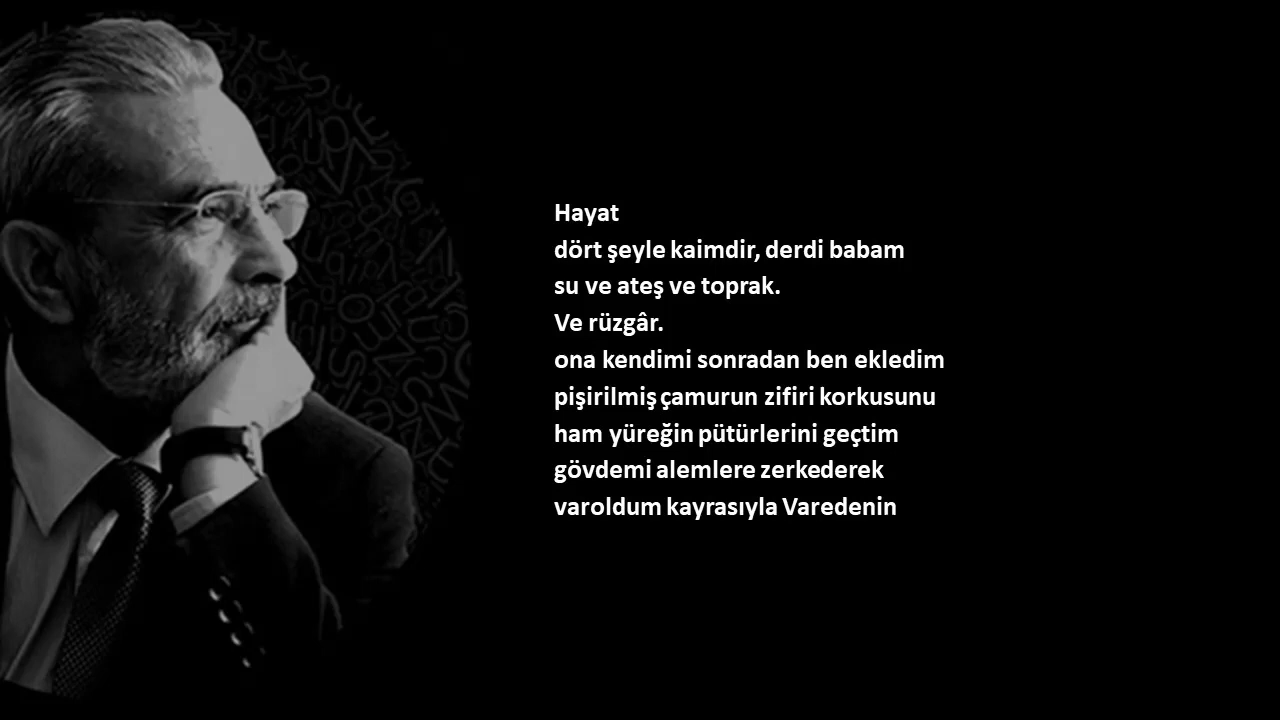 Hayat
dört şeyle kaimdir, derdi babam
su ve ateş ve toprak.
Ve rüzgâr.
ona kendimi sonradan ben ekledim
pişirilmiş çamurun zifiri korkusunu
ham yüreğin pütürlerini geçtim
gövdemi alemlere zerkederek
varoldum kayrasıyla Varedenin